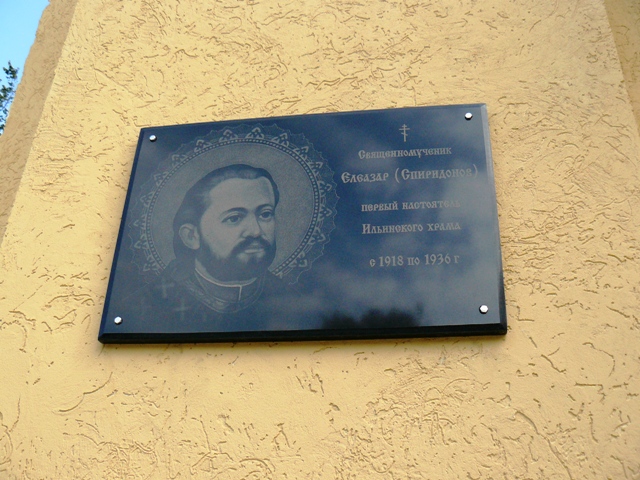 Священномученик
Елеазар (Спиридонов)
первый настоятель
Ильинского храма
с 1918 по 1936 г